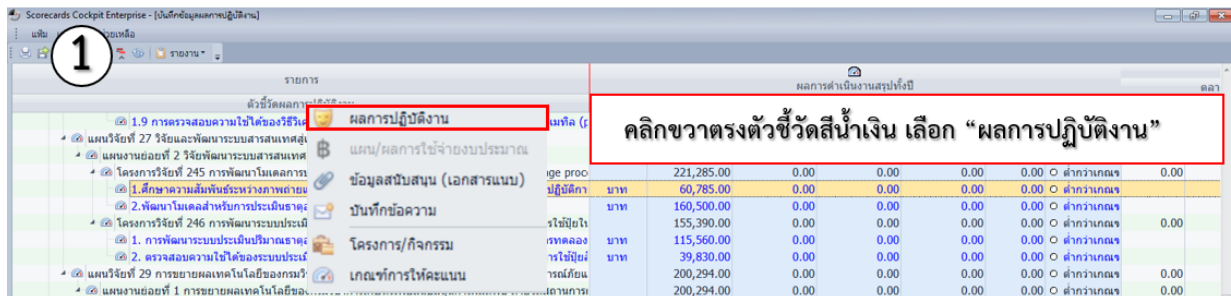 Scorecards Cockpit Enterprise - [บันทึกข้อมูลผลการปฏิบัติงาน]
แฟ้ม
1
รายงาน
รายการ
ผลการดำเนินงานสรุปทั้งปี
ตลา
ตัวชี้วัดผลการปฏิบัติงาน
คลิกขวาตรงตัวชี้วัดสีน้ำเงิน เลือก “ผลการปฏิบัติงาน”
ผลการปฏิบัติงาน
แผน/ผลการใช้จ่ายงบประมาณ
ข้อมูลสนับสนุน (เอกสารแนบ)
บันทึกข้อความ
โครงการ/กิจกรรม
เกณฑ์การให้คะแนน
1.9 การตรวจสอบความใช้ได้ของวิธีวิเค
แผนวิจัยที่ 27 วิจัยและพัฒนาระบบสารสนเทศ
แผนงานย่อยที่ 2 วิจัยพัฒนาระบบสารสนเทศ
โครงการวิจัยที่ 245 การพัฒนาโมเดลการ 221,285.00 0.00 0.00 0.00 0.00 ต่ำกว่าเกณฑ 0.00
1.ศึกษาความสัมพันธ์ระหว่างภาพถ่าย ปฏิบัติกา บาท 60,785.00 0.00 0.00 0.00 0.00 ต่ำกว่าเกณฑ
2.พัฒนาโมเดลสำหรับการประเมินธาตุ บาท 160,500.00 0.00 0.00 0.00 0.00 ต่ำกว่าเกณฑ
โครงการวิจัยที่ 246 การพัฒนาระบบประเมิ 155,390.00 0.00 0.00 0.00 0.00 ต่ำกว่าเกณฑ 0.00
1. การพัฒนาระบบประเมินปริมาณธาตุ บาท 115,560.00 0.00 0.00 0.00 0.00 ต่ำกว่าเกณฑ
2. ตรวจสอบความใช้ได้ของระบบประเมิ บาท 39,830.00 0.00 0.00 0.00 0.00 ต่ำกว่าเกณฑ
แผนวิจัยที่ 29 การขยายผลเทคโนโลยีของกรมวิ 200,294.00 0.00 0.00 0.00 0.00 ต่ำกว่าเกณฑ 0.00
แผนงานย่อยที่ 1 การขยายผลเทคโนโลยีของ 200,294.00 0.00 0.00 0.00 0.00 ต่ำกว่าเกณฑ 0.00